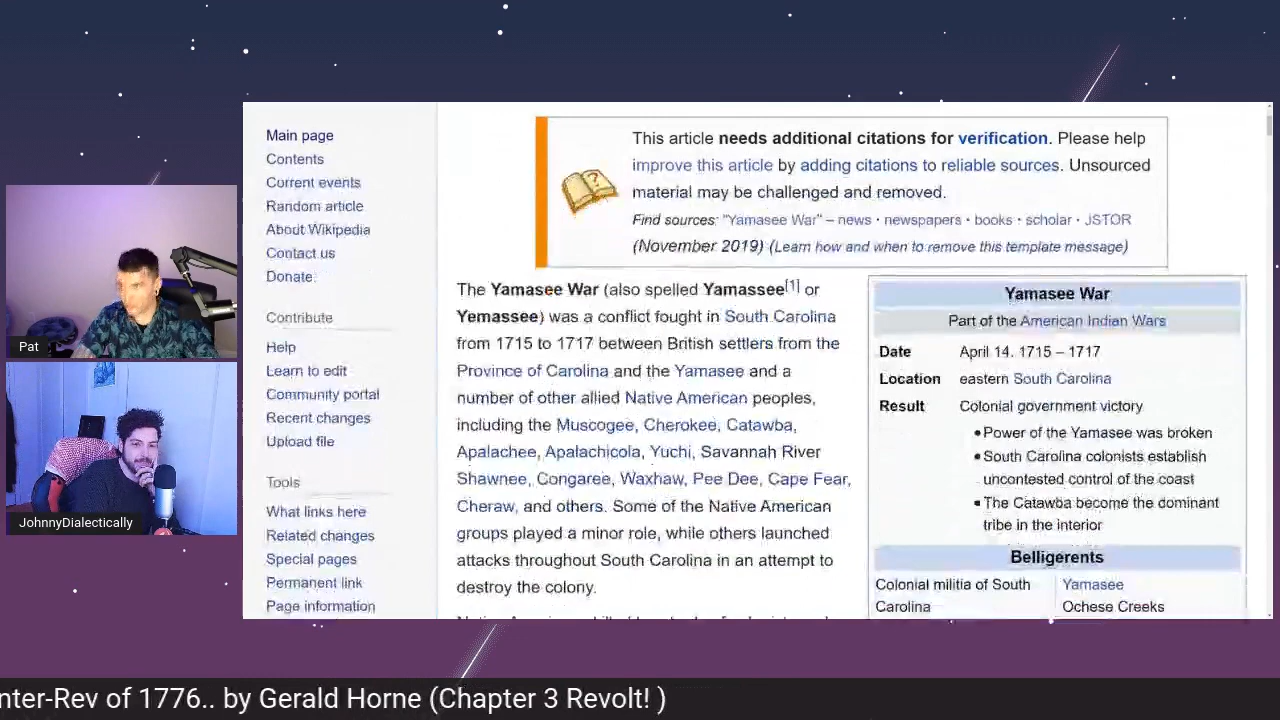 Main page
Contents
Current events
Random article
About Wikipedia
Contact us
Donate
Contribute
Help
Learn to edit
Community portal
Recent changes
Upload file
Tools
What links here
Related changes
Special pages
Permanent link
Page information
This article needs additional citations for verification. Please help
improve this article by adding citations to reliable sources. Unsourced
material may be challenged and removed.
Find sources: "Yamasee War" – news · newspapers · books · scholar · JSTOR
(November 2019) (Learn how and when to remove this template message)
The Yamasee War (also spelled Yamassee[1] or
Yemassee) was a conflict fought in South Carolina
from 1715 to 1717 between British settlers from the
Province of Carolina and the Yamasee and a
number of other allied Native American peoples,
including the Muscogee, Cherokee, Catawba,
Apalachee, Apalachicola, Yuchi, Savannah River
Shawnee, Congaree, Waxhaw, Pee Dee, Cape Fear,
Cheraw, and others. Some of the Native American
groups played a minor role, while others launched
attacks throughout South Carolina in an attempt to
destroy the colony.
Yamasee War
Part of the American Indian Wars
Date April 14, 1715 – 1717
Location eastern South Carolina
Result Colonial government victory
• Power of the Yamasee was broken
• South Carolina colonists establish
uncontested control of the coast
• The Catawba become the dominant
tribe in the interior
Belligerents
Colonial militia of South
Carolina
Yamasee
Ochese Creeks
Pat
JohnnyDialectically
nter-Rev of 1776.. by Gerald Horne (Chapter 3 Revolt! )